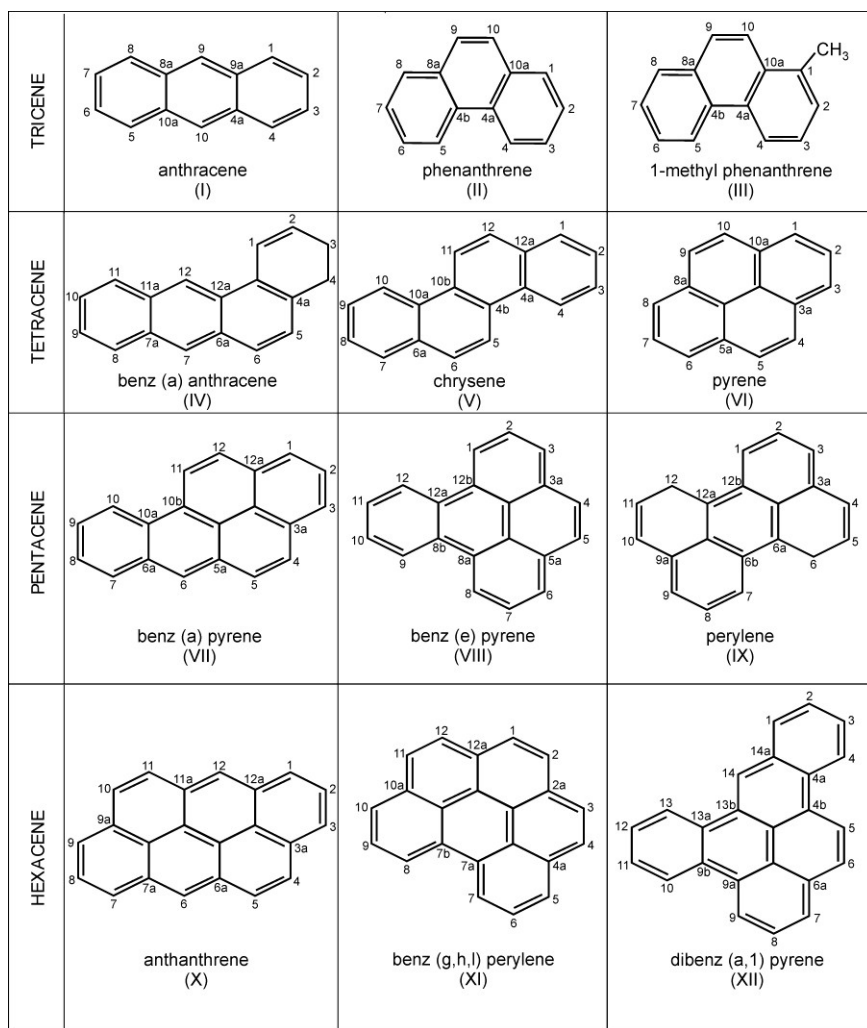 TRICENE
8 9 1
8a 9a
7 2
6 3
10a 4a
5 10 4
anthracene
(I)
9 10
8 8a 10a 1
7 2
4b 4a
6 5 4 3
phenanthrene
(II)
9 10 CH3
8 8a 10a 1
7 2
4b 4a
6 5 4 3
1-methyl phenanthrene
(III)
TETRACENE
2
1 3
11 12 4
11a 12a
10 4a
9 5
7a 6a
8 7 6
benz (a) anthracene
(IV)
12 1
11 12a 2
10 10b 3
10a 4a
9 4b 4
8 5
6a
7 6
chrysene
(V)
10 1
9 10a 2
8a 3
8 3a
7 4
5a
6 5
pyrene
(VI)
PENTACENE
12 1
11 12a 2
10 10b 3
10a 3a
9
8 4
6a 5a
7 6 5
benz (a) pyrene
(VII)
2
1 3
12 12b 3a
11 12a 4
10 8b 5
9 8a 5a
8 6
7
benz (e) pyrene
(VIII)
2
1 3
12 12b 3a
11 12a 4
10 6a 5
9a 6b 6
9 7
8
perylene
(IX)
HEXACENE
11 12 1
10 11a 12a 2
9a 3
9 3a
8 4
7a 6a
7 6 5
anthanthrene
(X)
12 1
11 12a 2
10a 2a
10 3
9 4
7b 4a
8 7a
7 5
6
benz (g,h,l) perylene
(XI)
2
1 3
14a 4
14 4a
13 13b 4b
12 13a 5
11 9b 6
10 9a 6a
9 7
8
dibenz (a,1) pyrene
(XII)